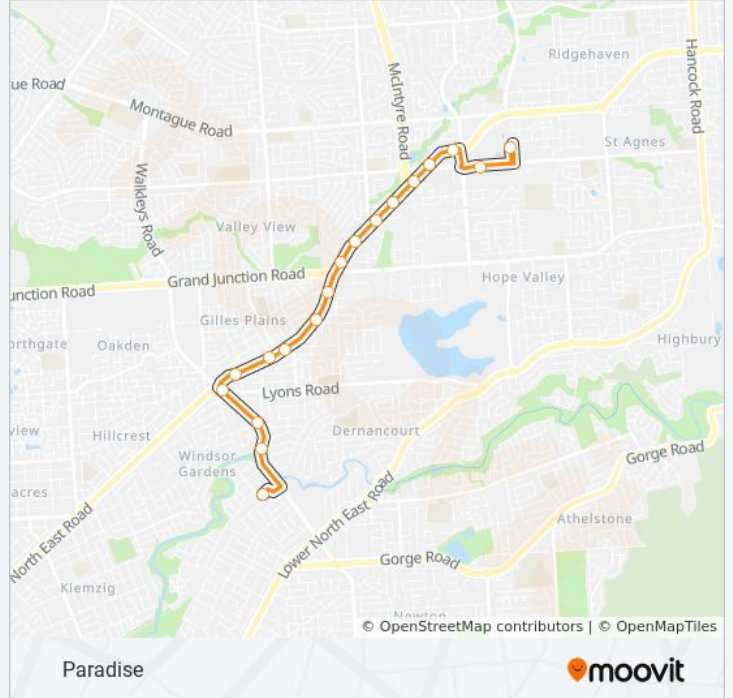 Ridgehaven
ue Road
Hancock Road
McIntyre Road
Montague Road
St Agnes
Walkleys Road
Valley View
Grand Junction Road
Hope Valley
unction Road
Gilles Plains
orthgate
Oakden
Highbury
Lyons Road
view
Hillcrest
Dernancourt
Windsor
Gardens
Gorge Road
acres
North East Road
Lower North East Road
Athelstone
Klemzig
Gorge Road
Newton
© OpenStreetMap contributors | © OpenMapTiles
Paradise
moovit